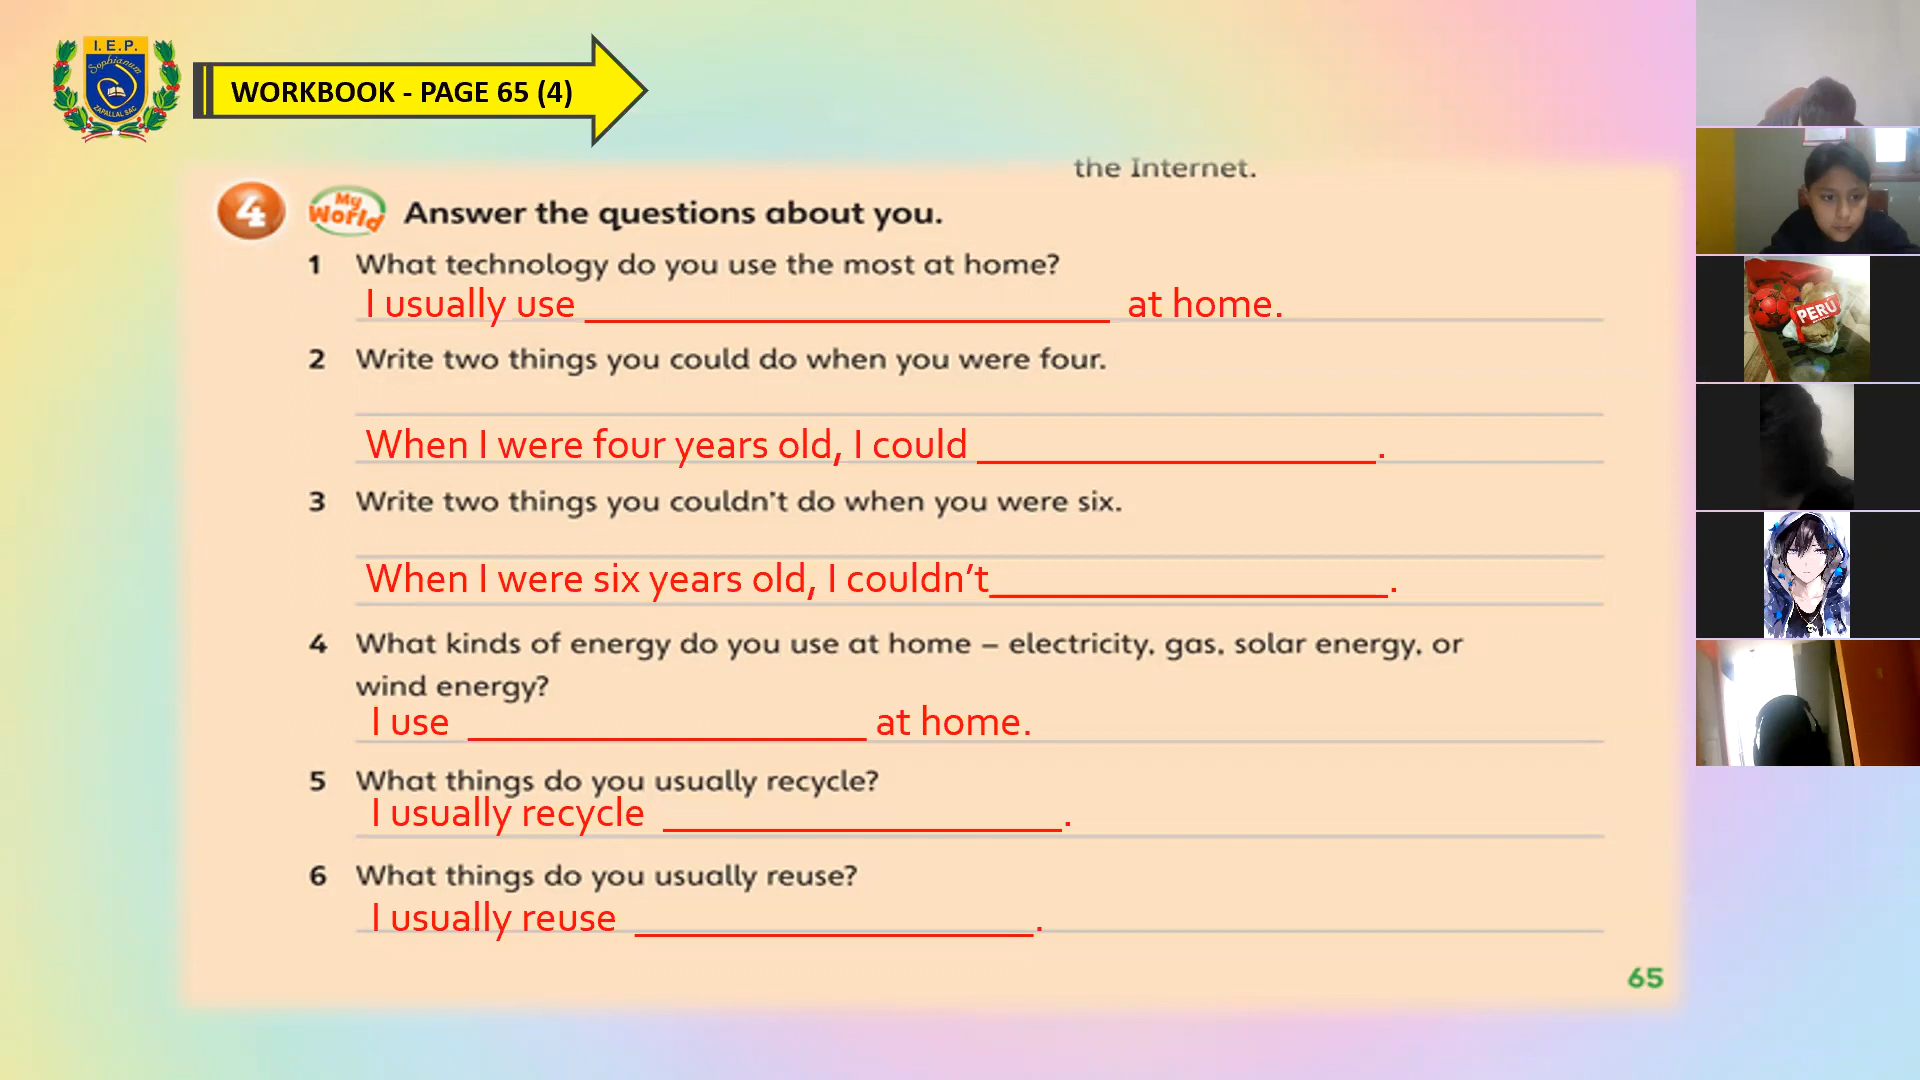 I.E.P.
Sophianum
ZAPALLAL SAC
WORKBOOK - PAGE 65 (4)
the Internet.
4 My World Answer the questions about you.
1 What technology do you use the most at home?
I usually use ______________________ at home.
2 Write two things you could do when you were four.
When I were four years old, I could __________________.
3 Write two things you couldn't do when you were six.
When I were six years old, I couldn't__________________.
4 What kinds of energy do you use at home – electricity, gas, solar energy, or
wind energy?
I use __________________ at home.
5 What things do you usually recycle?
I usually recycle __________________.
6 What things do you usually reuse?
I usually reuse __________________.
65
PERÚ